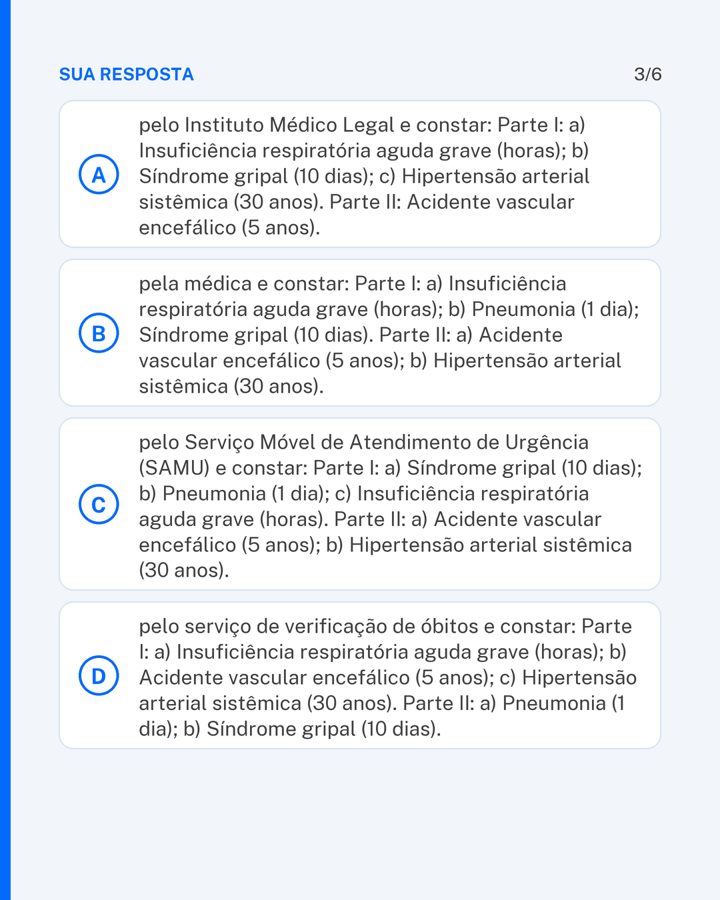 SUA RESPOSTA
3/6
A
pelo Instituto Médico Legal e constar: Parte I: a)
Insuficiência respiratória aguda grave (horas); b)
Síndrome gripal (10 dias); c) Hipertensão arterial
sistêmica (30 anos). Parte II: Acidente vascular
encefálico (5 anos).
B
pela médica e constar: Parte I: a) Insuficiência
respiratória aguda grave (horas); b) Pneumonia (1 dia);
Síndrome gripal (10 dias). Parte II: a) Acidente
vascular encefálico (5 anos); b) Hipertensão arterial
sistêmica (30 anos).
C
pelo Serviço Móvel de Atendimento de Urgência
(SAMU) e constar: Parte I: a) Síndrome gripal (10 dias);
b) Pneumonia (1 dia); c) Insuficiência respiratória
aguda grave (horas). Parte II: a) Acidente vascular
encefálico (5 anos); b) Hipertensão arterial sistêmica
(30 anos).
D
pelo serviço de verificação de óbitos e constar: Parte
I: a) Insuficiência respiratória aguda grave (horas); b)
Acidente vascular encefálico (5 anos); c) Hipertensão
arterial sistêmica (30 anos). Parte II: a) Pneumonia (1
dia); b) Síndrome gripal (10 dias).